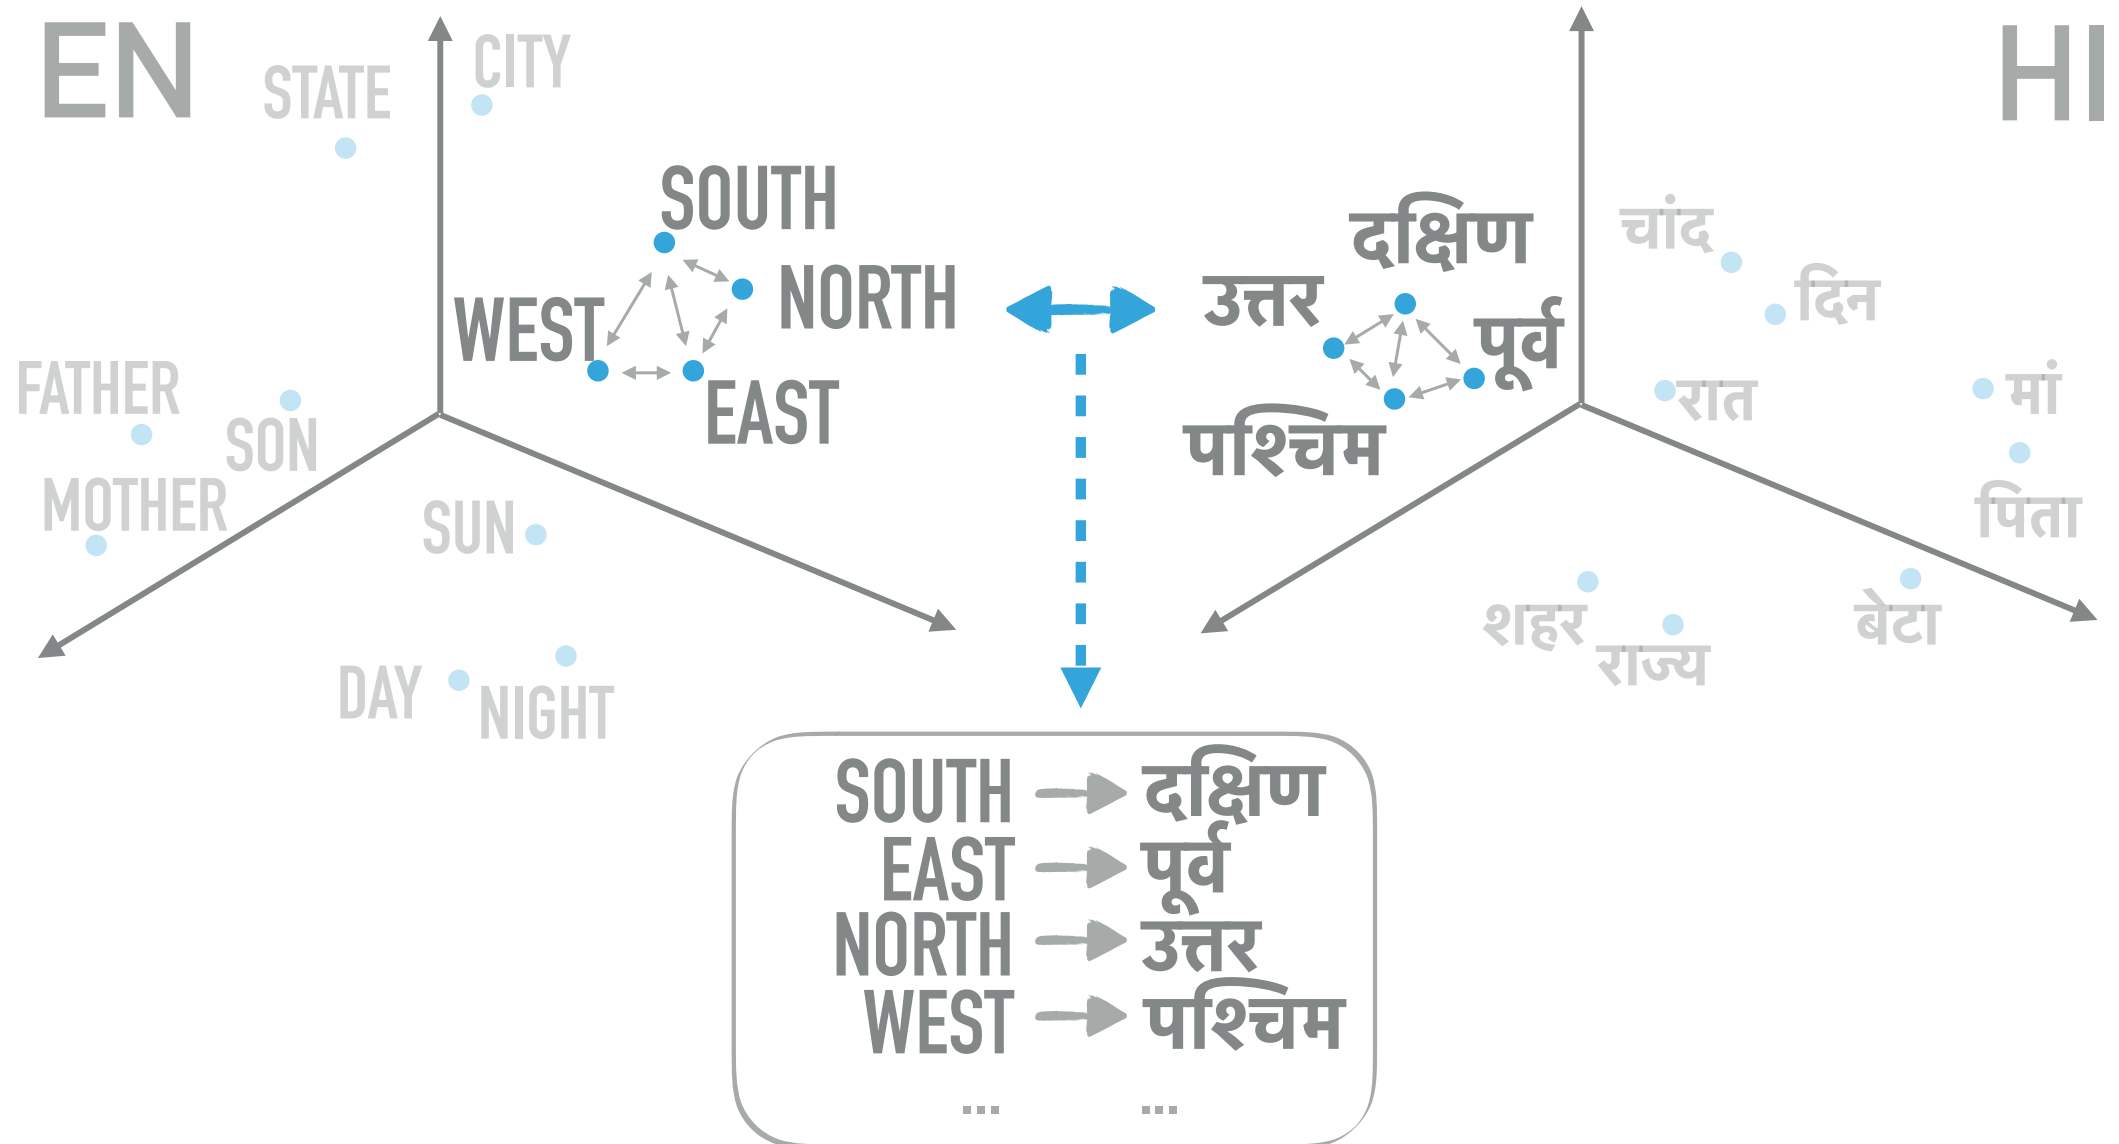 EN
STATE
CITY
SOUTH
NORTH
WEST
EAST
FATHER
SON
MOTHER
SUN
DAY
NIGHT
HI
चांद
दिन
दक्षिण
उत्तर
पूर्व
पश्चिम
रात
मां
पिता
शहर
राज्य
बेटा
SOUTH दक्षिण
EAST पूर्व
NORTH उत्तर
WEST पश्चिम
... ...